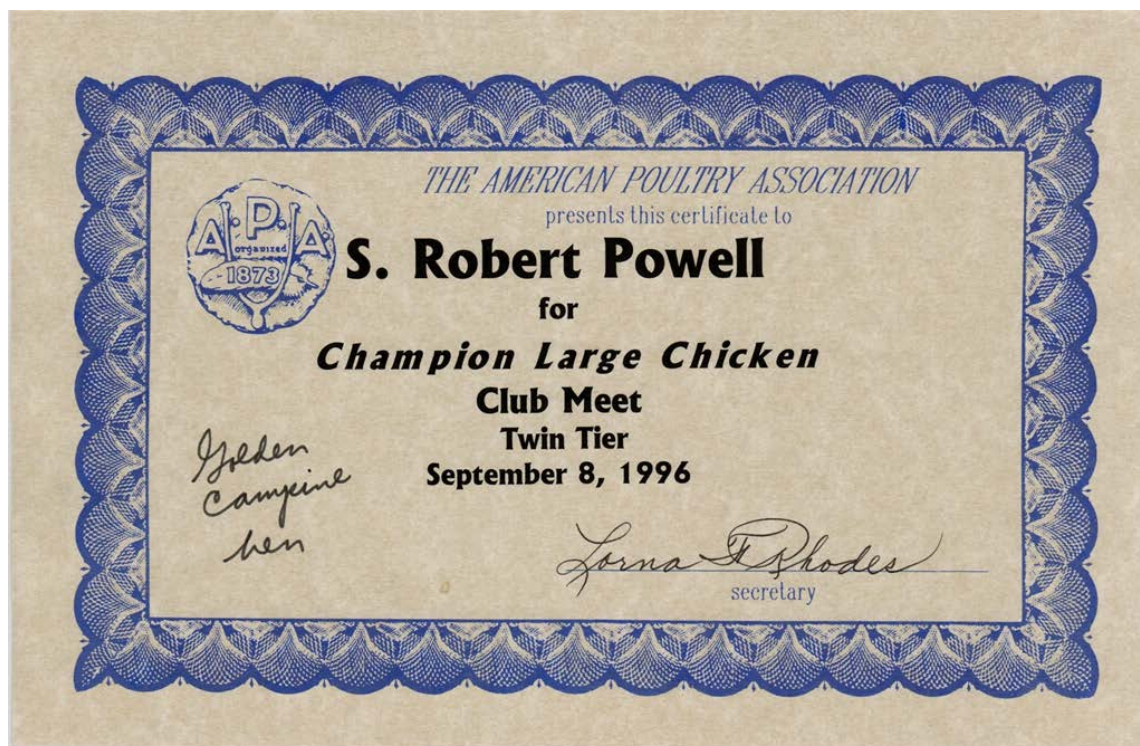 THE AMERICAN POULTRY ASSOCIATION
presents this certificate to
A.P.A
organized
1873
S. Robert Powell
for
Champion Large Chicken
Club Meet
Twin Tier
September 8, 1996
Golden
Campine
hen
Lorna F Rhodes
secretary